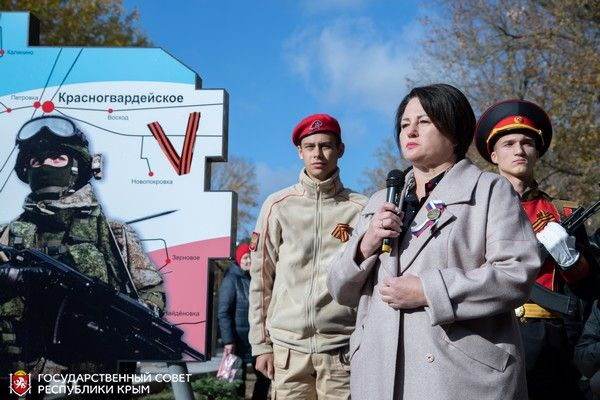 Калинино
Петровка
Красногвардейское
Восход
V
Новопокровка
Зерновое
Найдёновка
ГОСУДАРСТВЕННЫЙ СОВЕТ
РЕСПУБЛИКИ КРЫМ